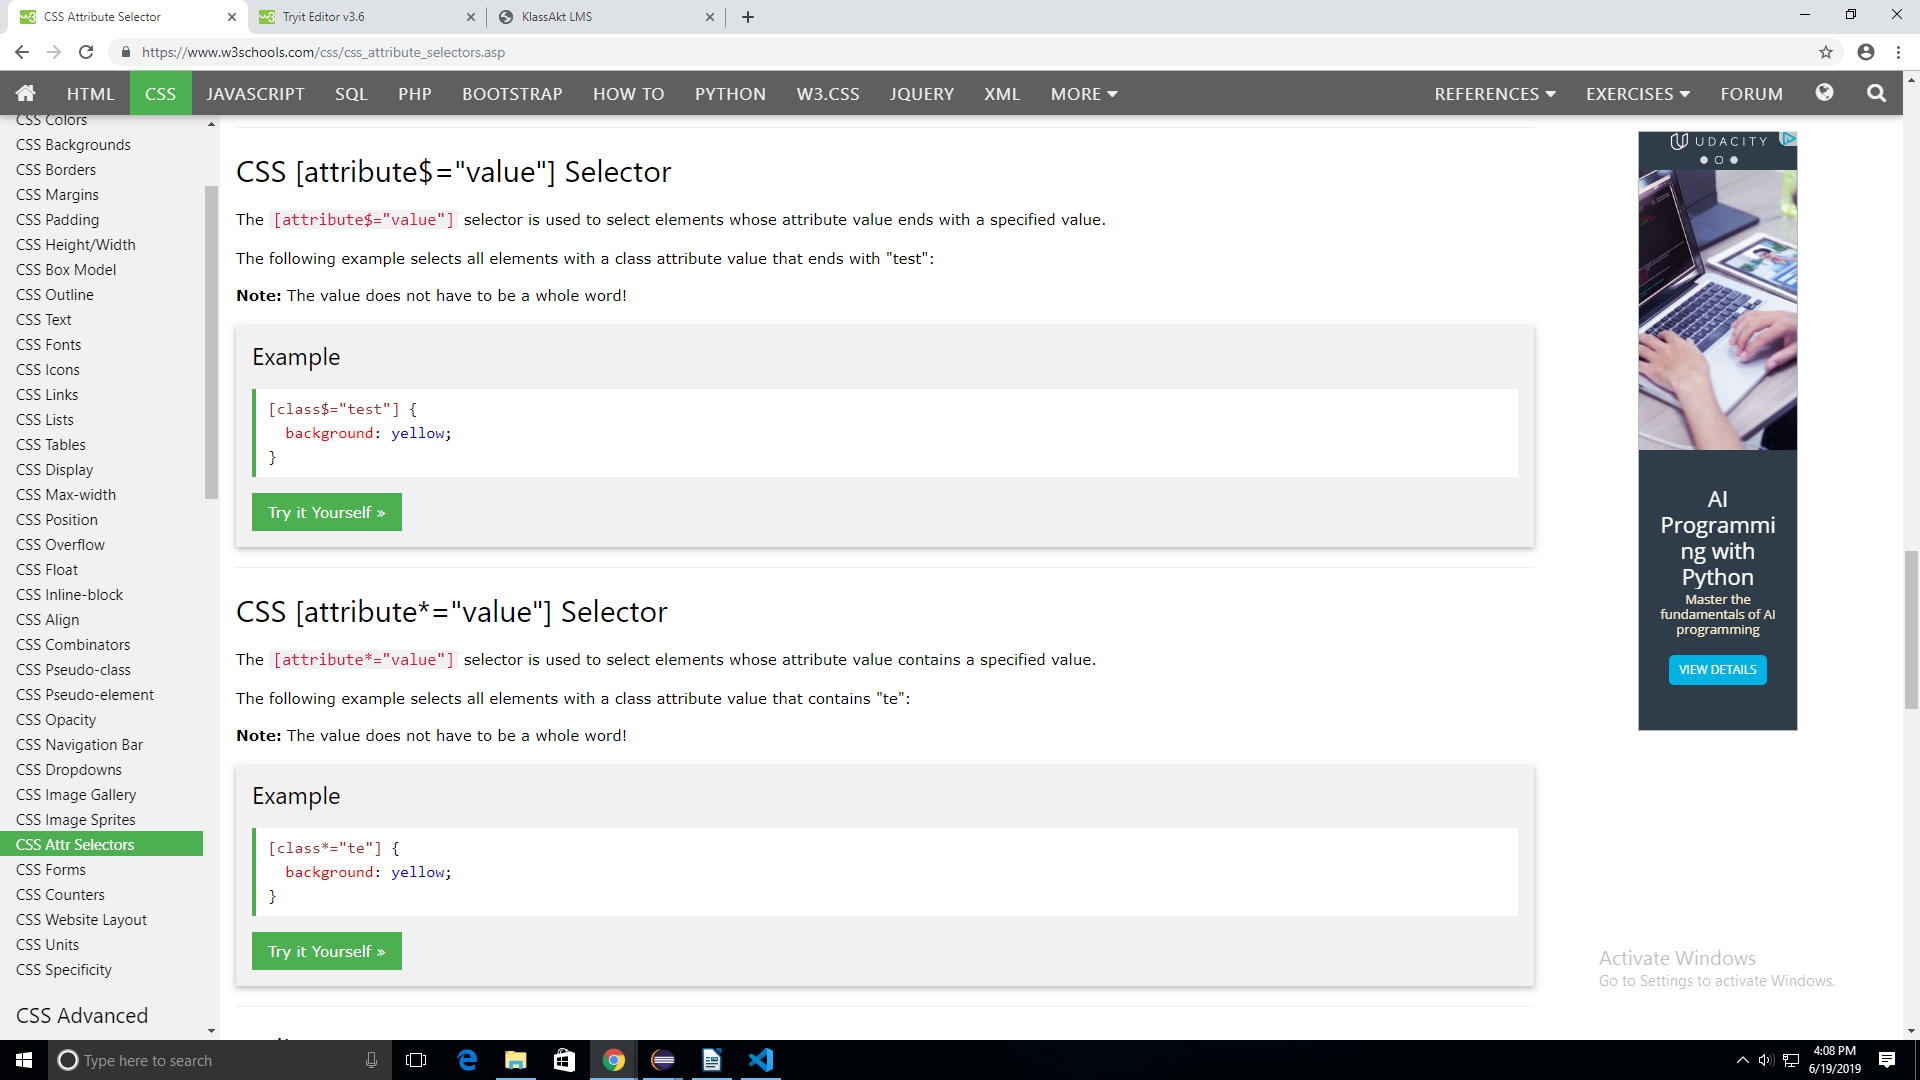 CSS Attribute Selector
Tryit Editor v3.6
KlassAkt LMS
https://www.w3schools.com/css/css_attribute_selectors.asp
HTML CSS JAVASCRIPT SQL PHP BOOTSTRAP HOW TO PYTHON W3.CSS JQUERY XML MORE REFERENCES EXERCISES FORUM
CSS Colors
CSS Backgrounds
CSS Borders
CSS Margins
CSS Padding
CSS Height/Width
CSS Box Model
CSS Outline
CSS Text
CSS Fonts
CSS Icons
CSS Links
CSS Lists
CSS Tables
CSS Display
CSS Max-width
CSS Position
CSS Overflow
CSS Float
CSS Inline-block
CSS Align
CSS Combinators
CSS Pseudo-class
CSS Pseudo-element
CSS Opacity
CSS Navigation Bar
CSS Dropdowns
CSS Image Gallery
CSS Image Sprites
CSS Attr Selectors
CSS Forms
CSS Counters
CSS Website Layout
CSS Units
CSS Specificity
CSS Advanced
CSS [attribute$="value"] Selector
The [attribute$="value"] selector is used to select elements whose attribute value ends with a specified value.
The following example selects all elements with a class attribute value that ends with "test":
Note: The value does not have to be a whole word!
Example
[class$="test"] {
background: yellow;
}
Try it Yourself »
CSS [attribute*="value"] Selector
The [attribute*="value"] selector is used to select elements whose attribute value contains a specified value.
The following example selects all elements with a class attribute value that contains "te":
Note: The value does not have to be a whole word!
Example
[class*="te"] {
background: yellow;
}
Try it Yourself »
UDACITY
AI
Programmi
ng with
Python
Master the
fundamentals of AI
programming
VIEW DETAILS
Activate Windows
Go to Settings to activate Windows.
Type here to search
4:08 PM
6/19/2019